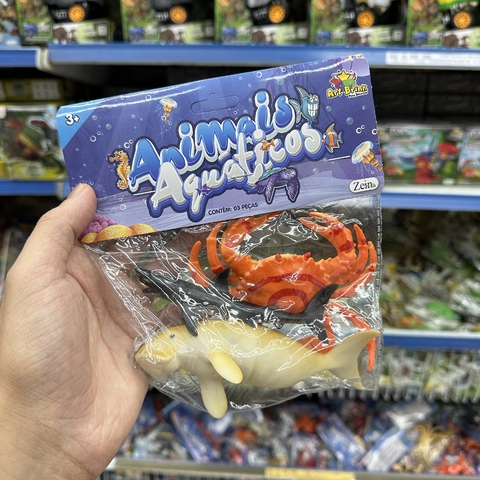 3+
Animais
Aquáticos
CONTÉM: 03 PEÇAS
Art Brink
Zein